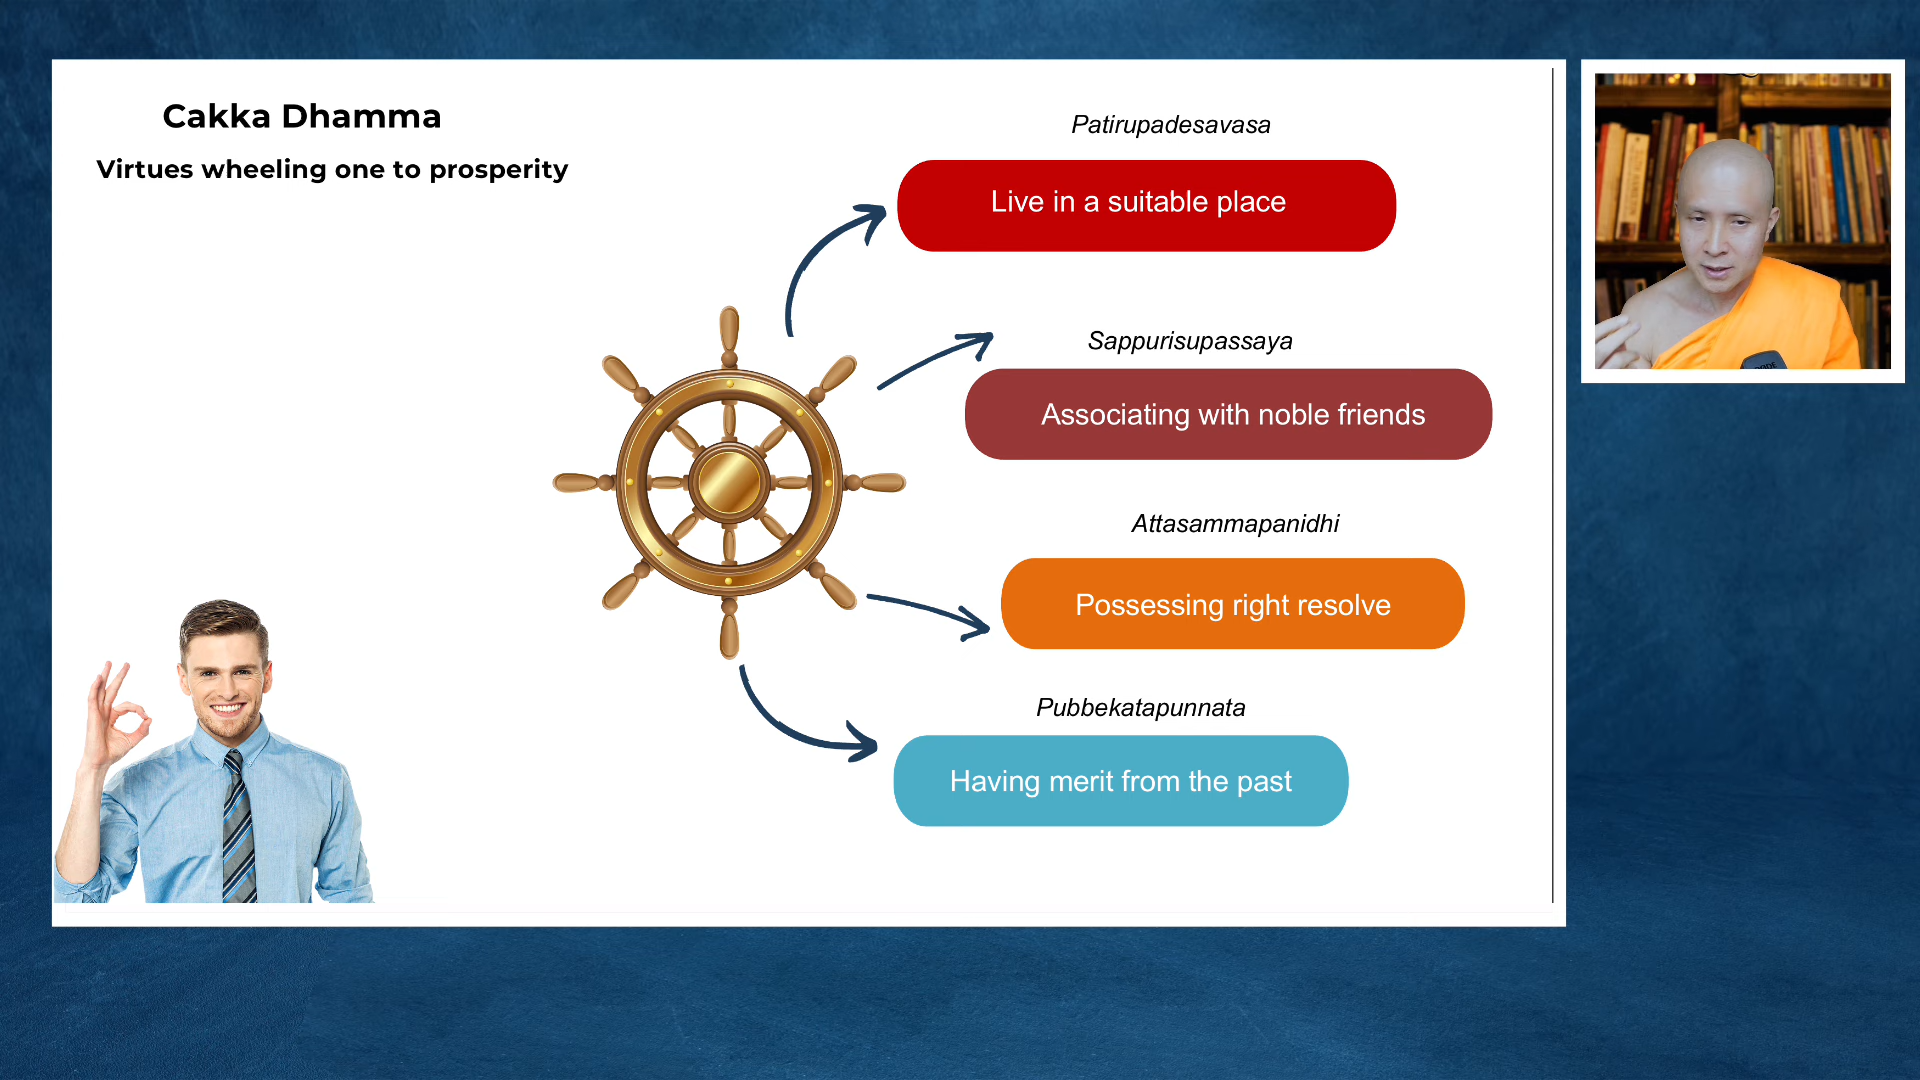 Cakka Dhamma
Virtues wheeling one to prosperity
Patirupadesavasa
Live in a suitable place
Sappurisupassaya
Associating with noble friends
Attasammapanidhi
Possessing right resolve
Pubbekatapunnata
Having merit from the past